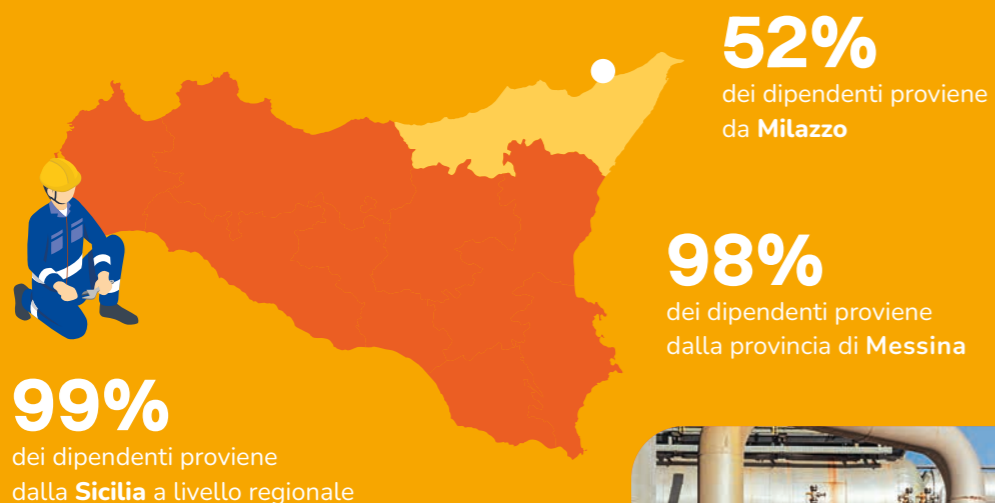 52%
dei dipendenti proviene
da Milazzo
98%
dei dipendenti proviene
dalla provincia di Messina
99%
dei dipendenti proviene
dalla Sicilia a livello regionale